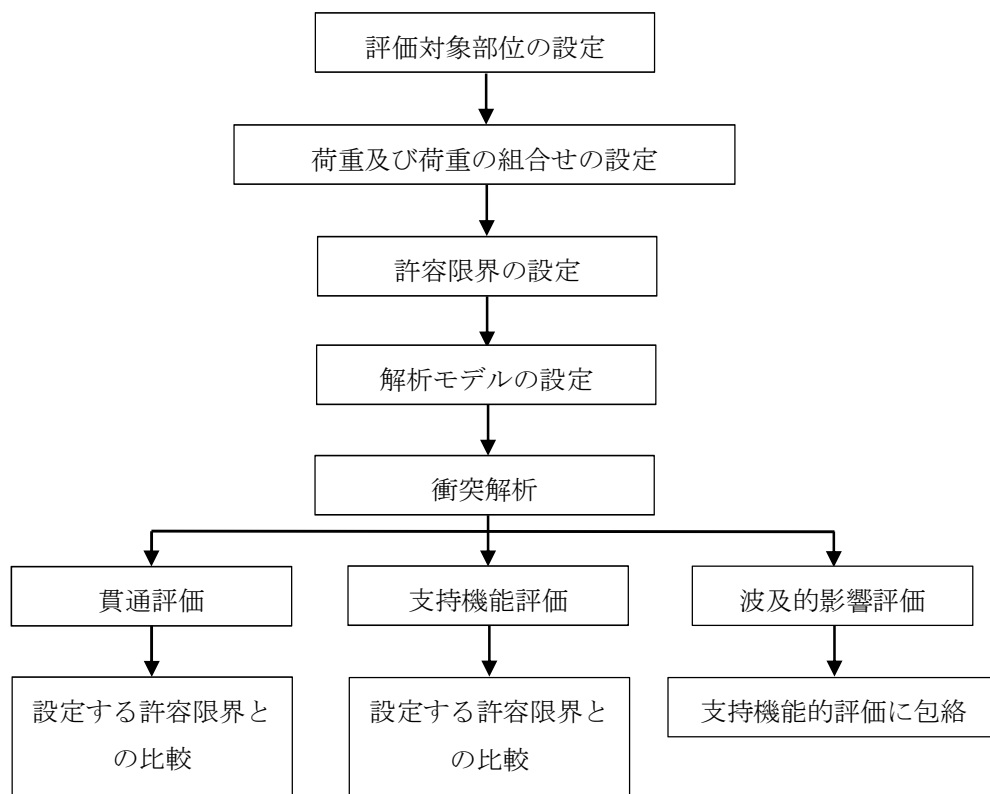 評価対象部位の設定
荷重及び荷重の組合せの設定
許容限界の設定
解析モデルの設定
衝突解析
貫通評価
支持機能評価
波及的影響評価
設定する許容限界と
の比較
設定する許容限界と
の比較
支持機能的評価に包絡